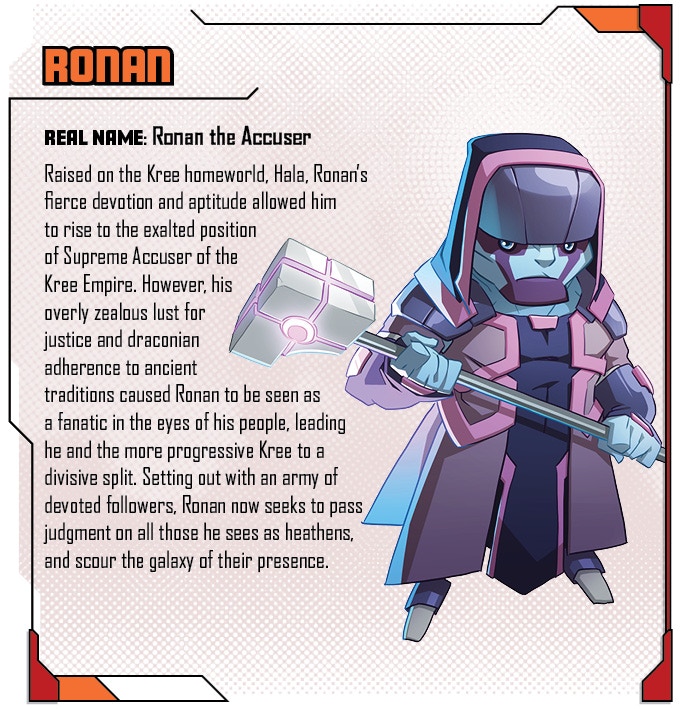 RONAN
REAL NAME: Ronan the Accuser
Raised on the Kree homeworld, Hala, Ronan's
fierce devotion and aptitude allowed him
to rise to the exalted position
of Supreme Accuser of the
Kree Empire. However, his
overly zealous lust for
justice and draconian
adherence to ancient
traditions caused Ronan to be seen as
a fanatic in the eyes of his people, leading
he and the more progressive Kree to a
divisive split. Setting out with an army of
devoted followers, Ronan now seeks to pass
judgment on all those he sees as heathens,
and scour the galaxy of their presence.